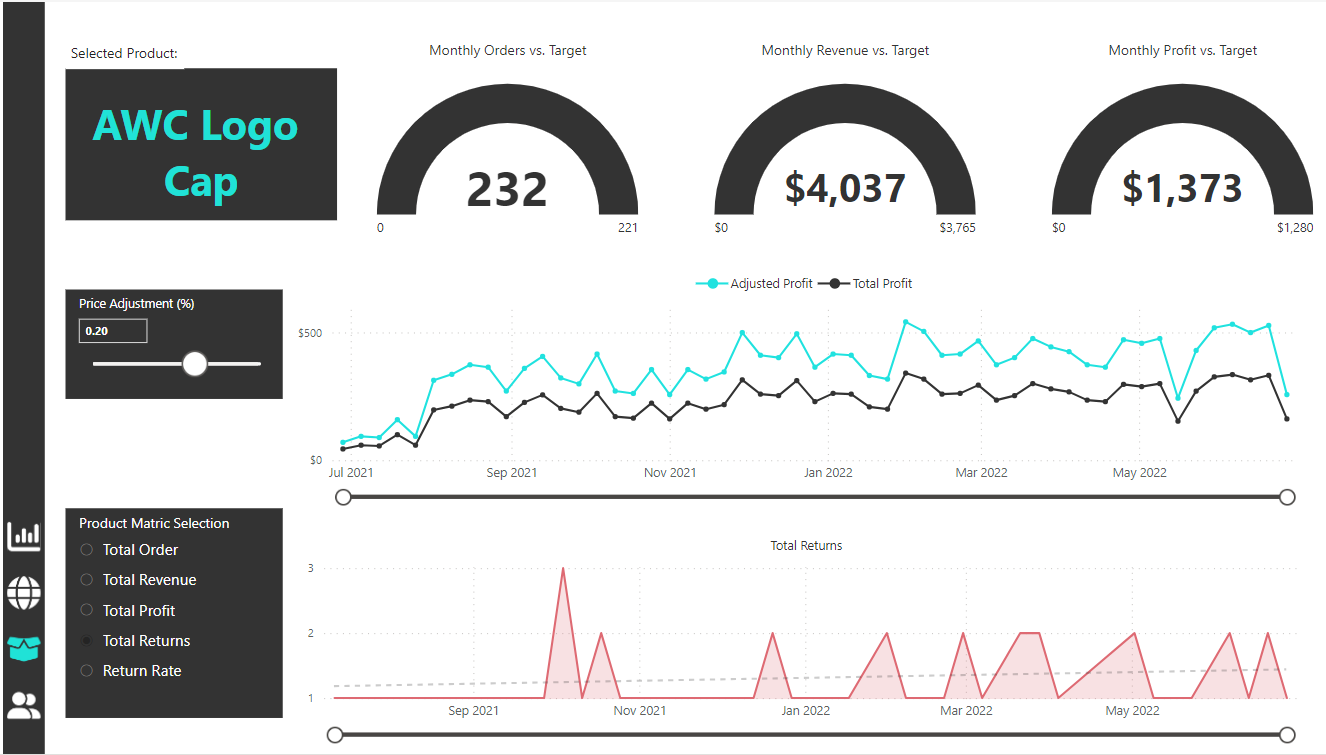 Selected Product:
AWC Logo
Cap
Monthly Orders vs. Target
232
0
221
Monthly Revenue vs. Target
$4,037
$0
$3,765
Monthly Profit vs. Target
$1,373
$0
$1,280
Price Adjustment (%)
0.20
Adjusted Profit
Total Profit
$500
$0
Jul 2021
Sep 2021
Nov 2021
Jan 2022
Mar 2022
May 2022
Product Matric Selection
Total Order
Total Revenue
Total Profit
Total Returns
Return Rate
Total Returns
3
2
1
Sep 2021
Nov 2021
Jan 2022
Mar 2022
May 2022